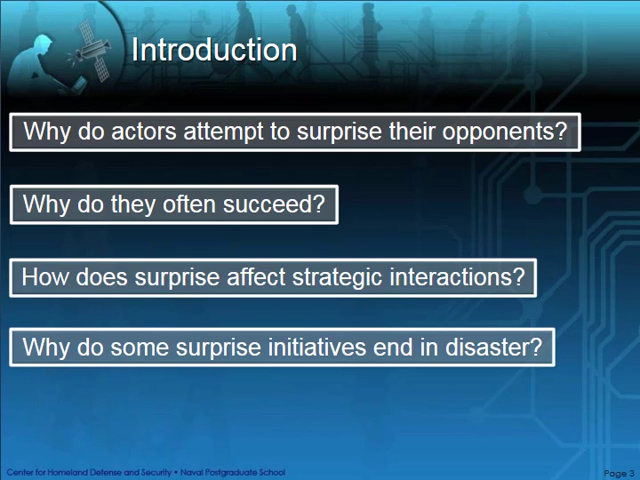 Introduction
Why do actors attempt to surprise their opponents?
Why do they often succeed?
How does surprise affect strategic interactions?
Why do some surprise initiatives end in disaster?
Center for Homeland Defense and Security • Naval Postgraduate School
Page 3